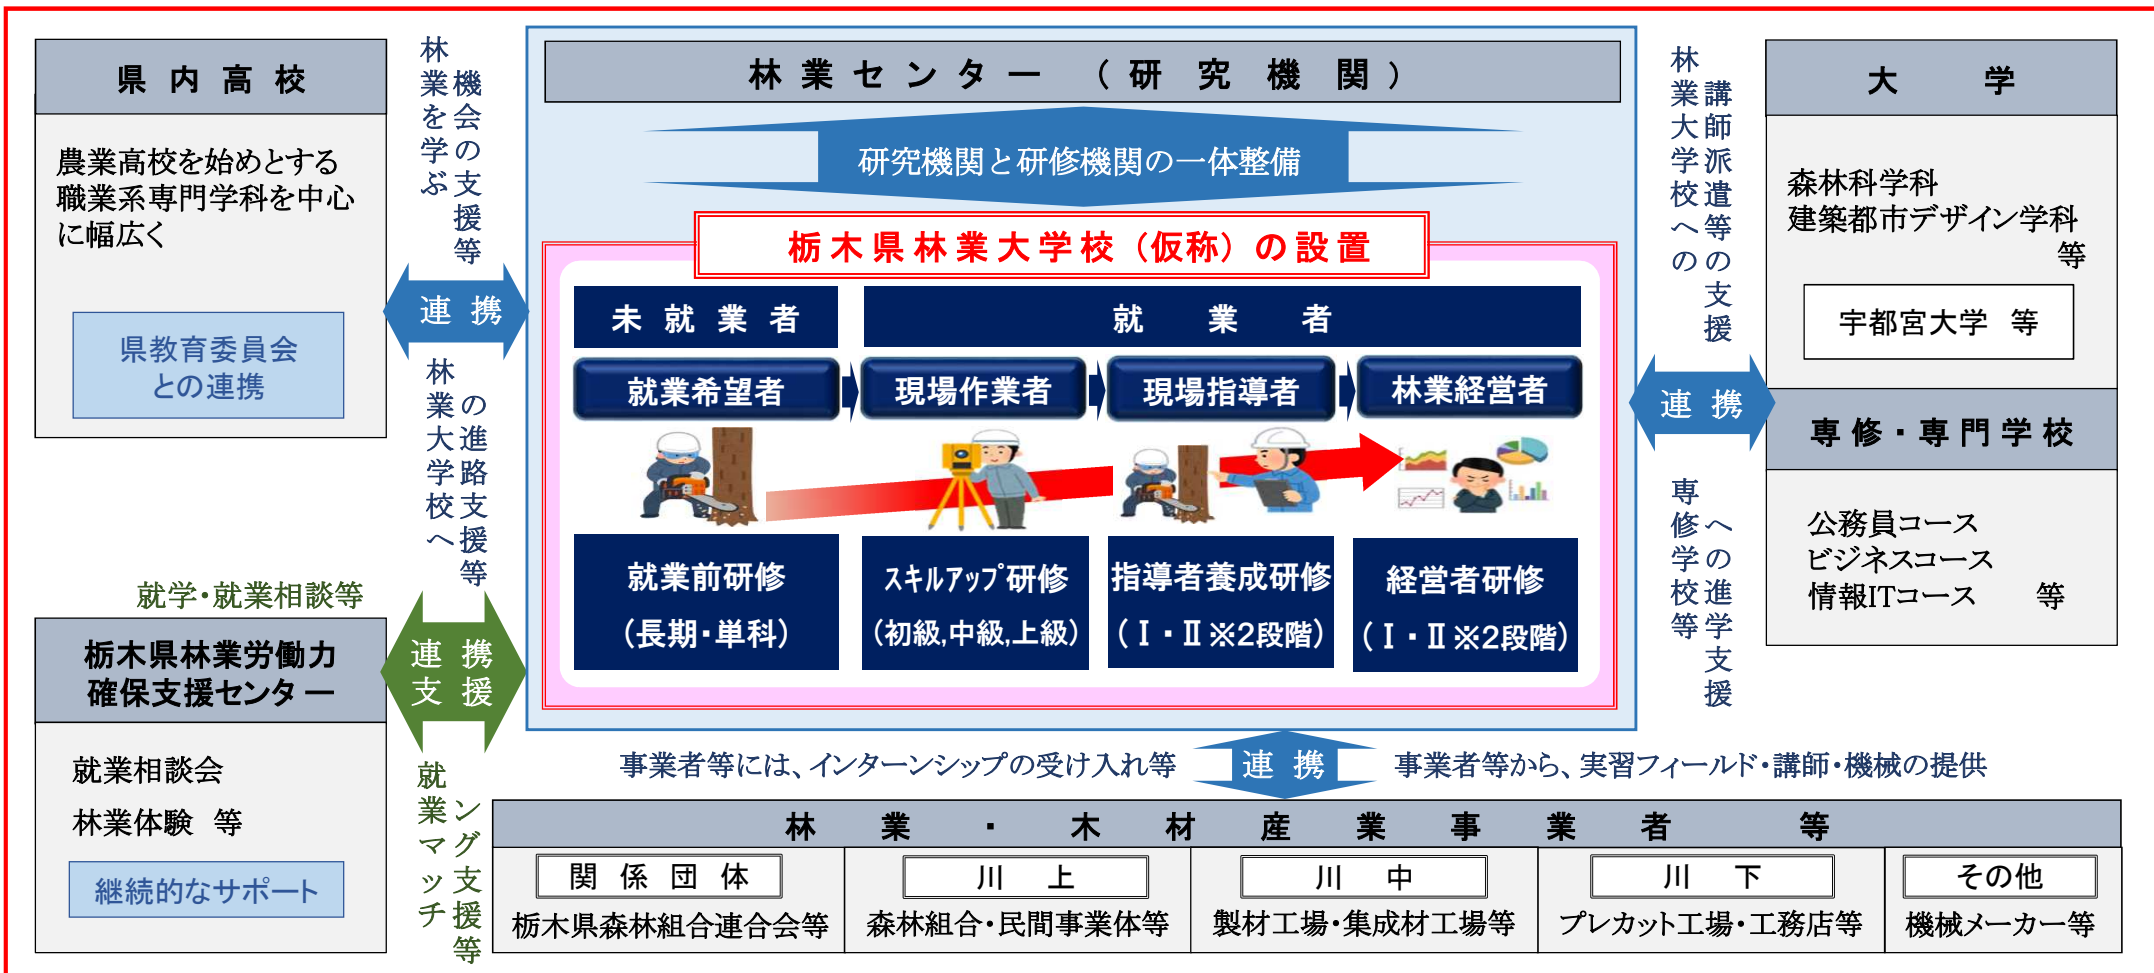 県内高校
農業高校を始めとする
職業系専門学科を中心
に幅広く
県教育委員会
との連携
林業を学ぶ
機会の支援等
連携
林業大学校へ
の進路支援等
就学・就業相談等
栃木県林業労働力
確保支援センター
就業相談会
林業体験 等
継続的なサポート
連携
支援
就業マッチ
ング支援等
林業センター (研究機関)
研究機関と研修機関の一体整備
栃木県林業大学校(仮称)の設置
未就業者
就業者
就業希望者
現場作業者
現場指導者
林業経営者
就業前研修
(長期・単科)
スキルアップ研修
(初級,中級,上級)
指導者養成研修
(Ⅰ・Ⅱ※2段階)
経営者研修
(Ⅰ・Ⅱ※2段階)
林業大学校への
講師派遣等の支援
連携
専修学校等
への進学支援
大学
森林科学科
建築都市デザイン学科
等
宇都宮大学 等
専修・専門学校
公務員コース
ビジネスコース
情報ITコース 等
事業者等には、インターンシップの受け入れ等
連携
事業者等から、実習フィールド・講師・機械の提供
林業・木材産業事業者等
関係団体
栃木県森林組合連合会等
川上
森林組合・民間事業体等
川中
製材工場・集成材工場等
川下
プレカット工場・工務店等
その他
機械メーカー等